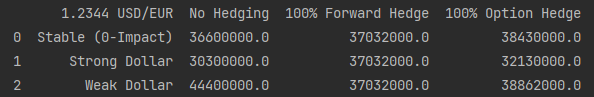 1.2344 USD/EUR No Hedging 100% Forward Hedge 100% Option Hedge
0 Stable (0-Impact) 36600000.0 37032000.0 38430000.0
1 Strong Dollar 30300000.0 37032000.0 32130000.0
2 Weak Dollar 44400000.0 37032000.0 38862000.0